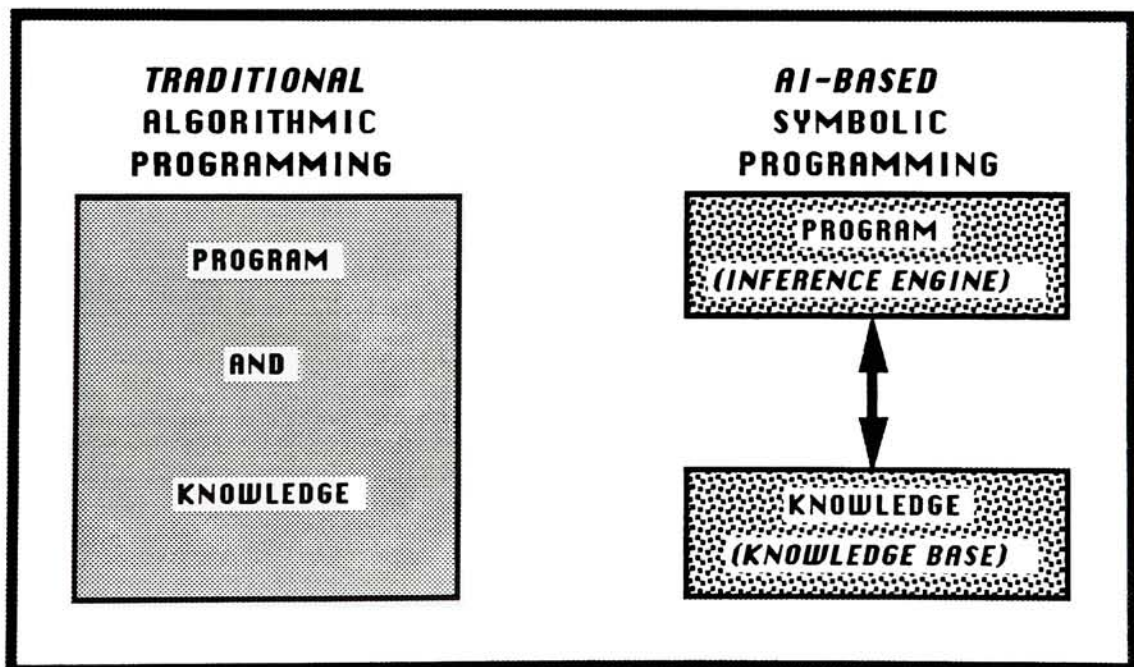 TRADITIONAL
ALGORITHMIC
PROGRAMMING
PROGRAM
AND
KNOWLEDGE
AI-BASED
SYMBOLIC
PROGRAMMING
PROGRAM
(INFERENCE ENGINE)
KNOWLEDGE
(KNOWLEDGE BASE)